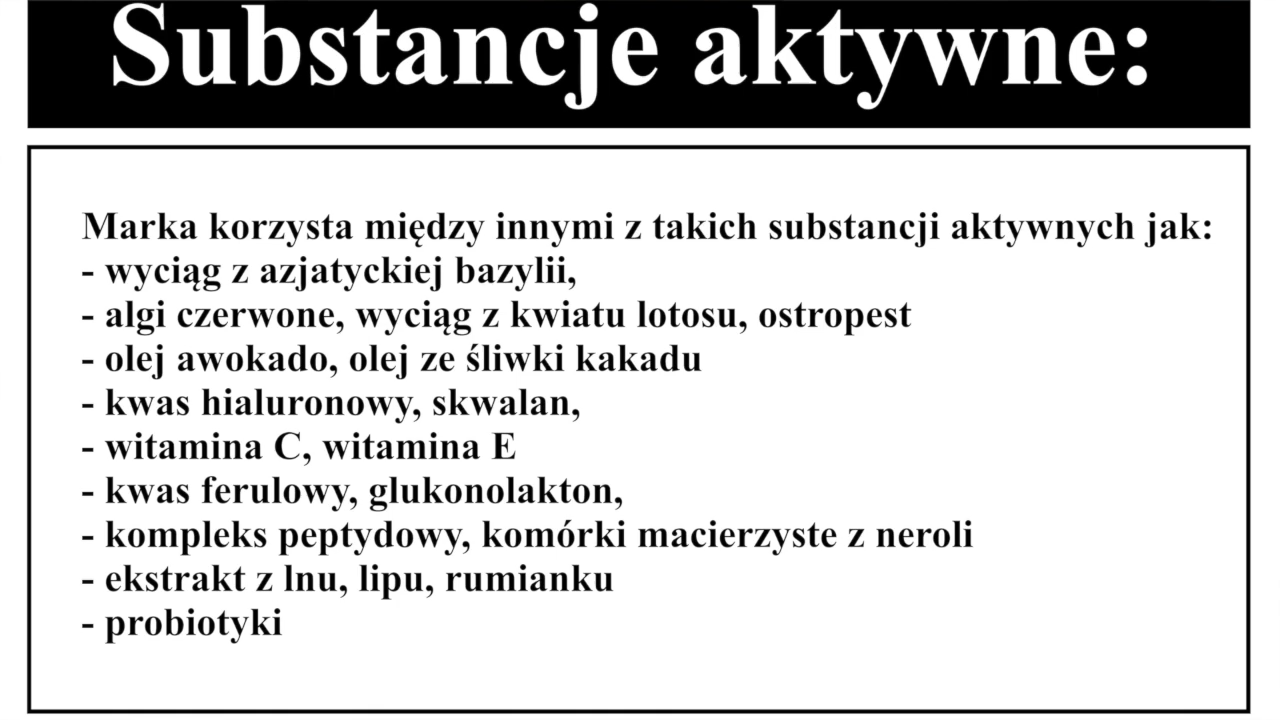 Substancje aktywne:
Marka korzysta między innymi z takich substancji aktywnych jak:
- wyciąg z azjatyckiej bazylii,
- algi czerwone, wyciąg z kwiatu lotosu, ostropest
- olej awokado, olej ze śliwki kakadu
- kwas hialuronowy, skwalan,
- witamina C, witamina E
- kwas ferulowy, glukonolakton,
- kompleks peptydowy, komórki macierzyste z neroli
- ekstrakt z lnu, lipu, rumianku
- probiotyki